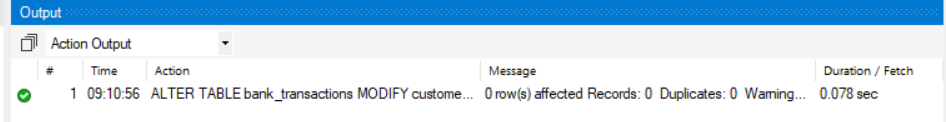 Output
Action Output
# Time Action Message Duration / Fetch
1 09:10:56 ALTER TABLE bank_transactions MODIFY custome... 0 row(s) affected Records: 0 Duplicates: 0 Warning... 0.078 sec